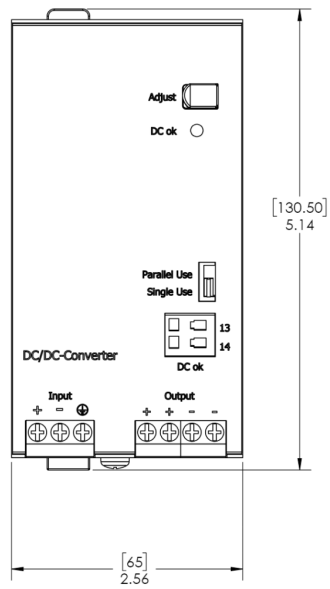 Adjust
DC ok
[130.50]
5.14
Parallel Use
Single Use
13
14
DC ok
DC/DC-Converter
Input
Output
+ - ⏚ + + - -
[65]
2.56